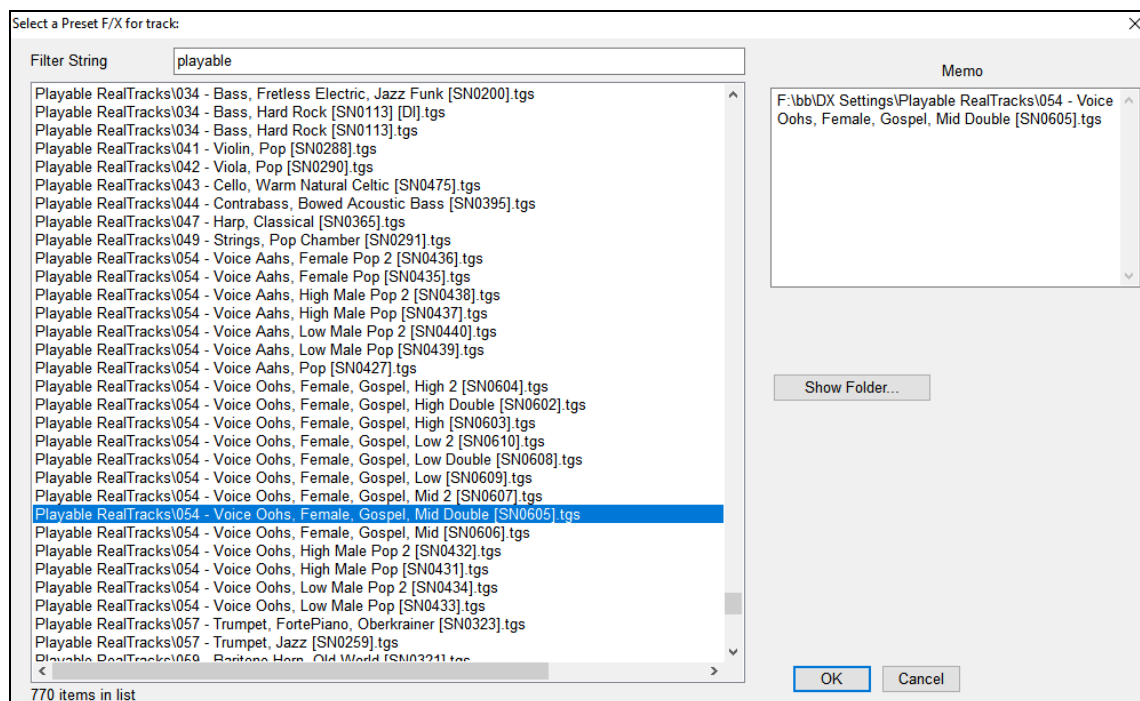 Select a Preset F/X for track:
Filter String
playable
Playable RealTracks\034 - Bass, Fretless Electric, Jazz Funk [SN0200].tgs
Playable RealTracks\034 - Bass, Hard Rock [SN0113] [DI].tgs
Playable RealTracks\034 - Bass, Hard Rock [SN0113].tgs
Playable RealTracks\041 - Violin, Pop [SN0288].tgs
Playable RealTracks\042 - Viola, Pop [SN0290].tgs
Playable RealTracks\043 - Cello, Warm Natural Celtic [SN0475].tgs
Playable RealTracks\044 - Contrabass, Bowed Acoustic Bass [SN0395].tgs
Playable RealTracks\047 - Harp, Classical [SN0365].tgs
Playable RealTracks\049 - Strings, Pop Chamber [SN0291].tgs
Playable RealTracks\054 - Voice Aahs, Female Pop 2 [SN0436].tgs
Playable RealTracks\054 - Voice Aahs, Female Pop [SN0435].tgs
Playable RealTracks\054 - Voice Aahs, High Male Pop 2 [SN0438].tgs
Playable RealTracks\054 - Voice Aahs, High Male Pop [SN0437].tgs
Playable RealTracks\054 - Voice Aahs, Low Male Pop 2 [SN0440].tgs
Playable RealTracks\054 - Voice Aahs, Low Male Pop [SN0439].tgs
Playable RealTracks\054 - Voice Aahs, Pop [SN0427].tgs
Playable RealTracks\054 - Voice Oohs, Female, Gospel, High 2 [SN0604].tgs
Playable RealTracks\054 - Voice Oohs, Female, Gospel, High Double [SN0602].tgs
Playable RealTracks\054 - Voice Oohs, Female, Gospel, High [SN0603].tgs
Playable RealTracks\054 - Voice Oohs, Female, Gospel, Low 2 [SN0610].tgs
Playable RealTracks\054 - Voice Oohs, Female, Gospel, Low Double [SN0608].tgs
Playable RealTracks\054 - Voice Oohs, Female, Gospel, Low [SN0609].tgs
Playable RealTracks\054 - Voice Oohs, Female, Gospel, Mid 2 [SN0607].tgs
Playable RealTracks\054 - Voice Oohs, Female, Gospel, Mid Double [SN0605].tgs
Playable RealTracks\054 - Voice Oohs, Female, Gospel, Mid [SN0606].tgs
Playable RealTracks\054 - Voice Oohs, High Male Pop 2 [SN0432].tgs
Playable RealTracks\054 - Voice Oohs, High Male Pop [SN0431].tgs
Playable RealTracks\054 - Voice Oohs, Low Male Pop 2 [SN0434].tgs
Playable RealTracks\054 - Voice Oohs, Low Male Pop [SN0433].tgs
Playable RealTracks\057 - Trumpet, FortePiano, Oberkrainer [SN0323].tgs
Playable RealTracks\057 - Trumpet, Jazz [SN0259].tgs
Playable RealTracks\059 - Baritone Horn, Old World [SN0321].tgs
770 items in list
Memo
F:\bb\DX Settings\Playable RealTracks\054 - Voice
Oohs, Female, Gospel, Mid Double [SN0605].tgs
Show Folder...
OK
Cancel